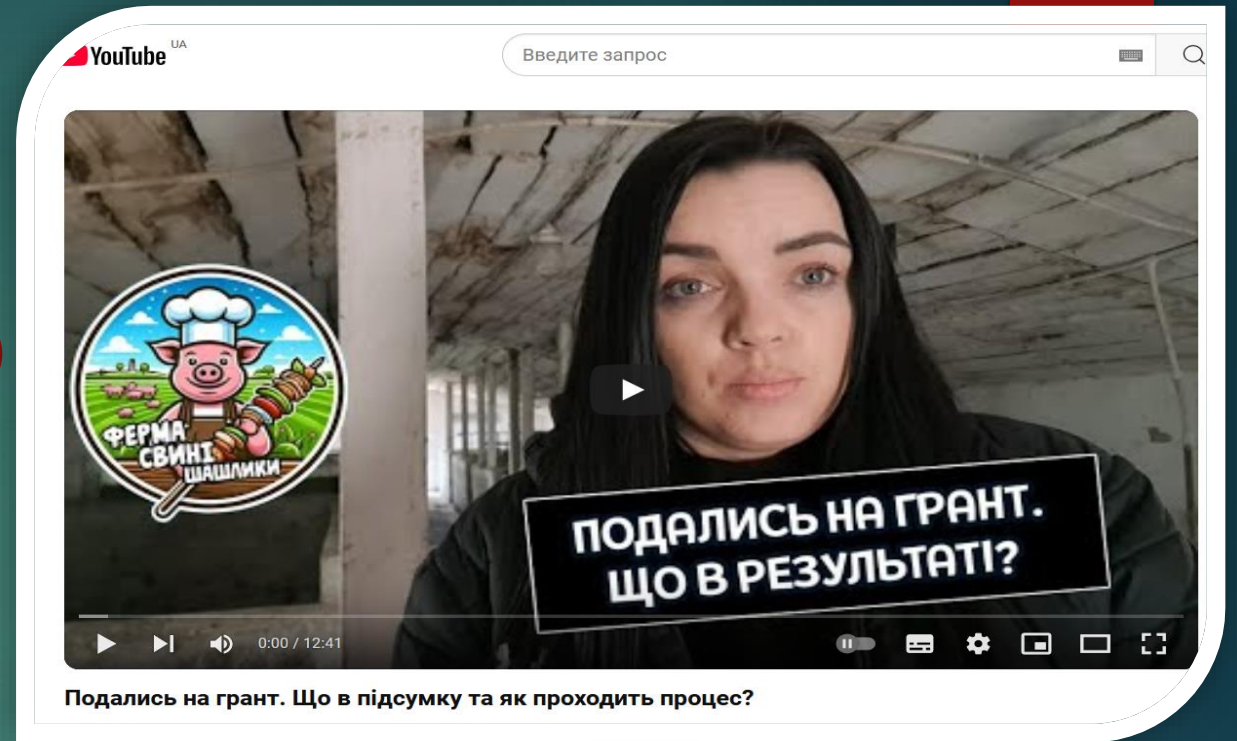 YouTube UA
Введите запрос
ФЕРМА
СВИНІ
ШАШЛИКИ
ПОДАЛИСЬ НА ГРАНТ.
ЩО В РЕЗУЛЬТАТІ?
0:00 / 12:41
Подались на грант. Що в підсумку та як проходить процес?